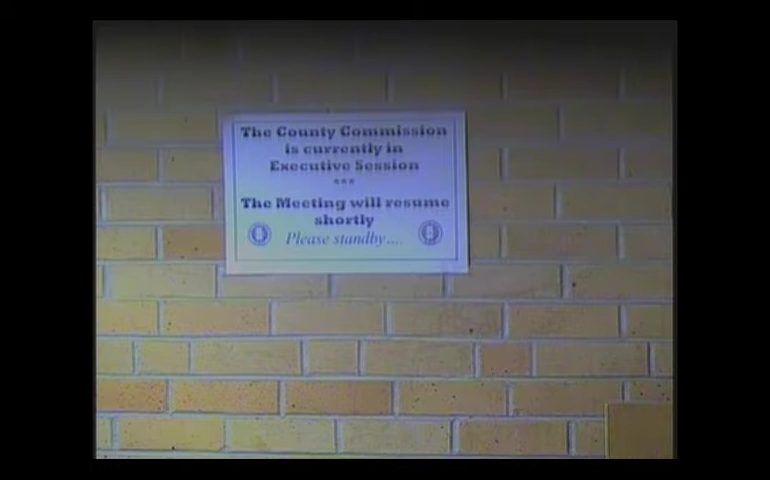 The County Commission
is currently in
Executive Session
***
The Meeting will resume
shortly
Please standby....